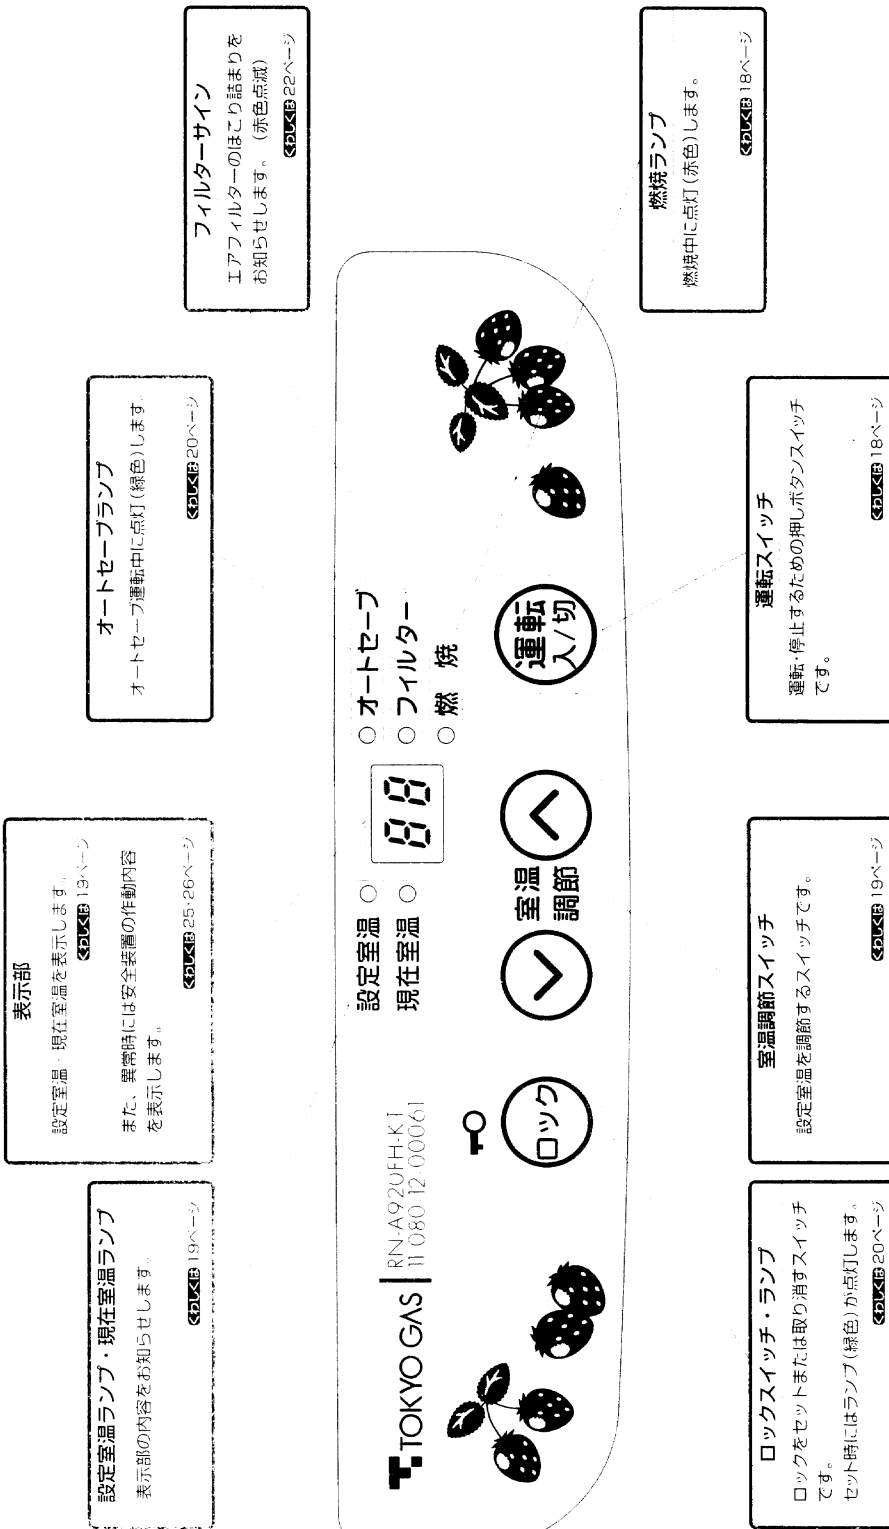 設定室温ランプ・現在室温ランプ
表示部の内容をお知らせします。
くわしくは 19ページ
表示部
設定室温・現在室温を表示します。
くわしくは 19ページ
また、異常時には安全装置の作動内容
を表示します。
くわしくは 25・26ページ
オートセーブランプ
オートセーブ運転中に点灯(緑色)します。
くわしくは 20ページ
フィルターサイン
エアフィルターのほこり詰まりを
お知らせします。(赤色点滅)
くわしくは 22ページ
TOKYO GAS
RN-A920FH-K1
11 080-12-00061
設定室温
現在室温
88
オートセーブ
フィルター
燃 焼
ロック
室温
調節
運転
入/切
ロックスイッチ・ランプ
ロックをセットまたは取り消すスイッチ
です。
セット時にはランプ(緑色)が点灯します。
くわしくは 20ページ
室温調節スイッチ
設定室温を調節するスイッチです。
くわしくは 19ページ
運転スイッチ
運転・停止するための押しボタンスイッチ
です。
くわしくは 18ページ
燃焼ランプ
燃焼中に点灯(赤色)します。
くわしくは 18ページ